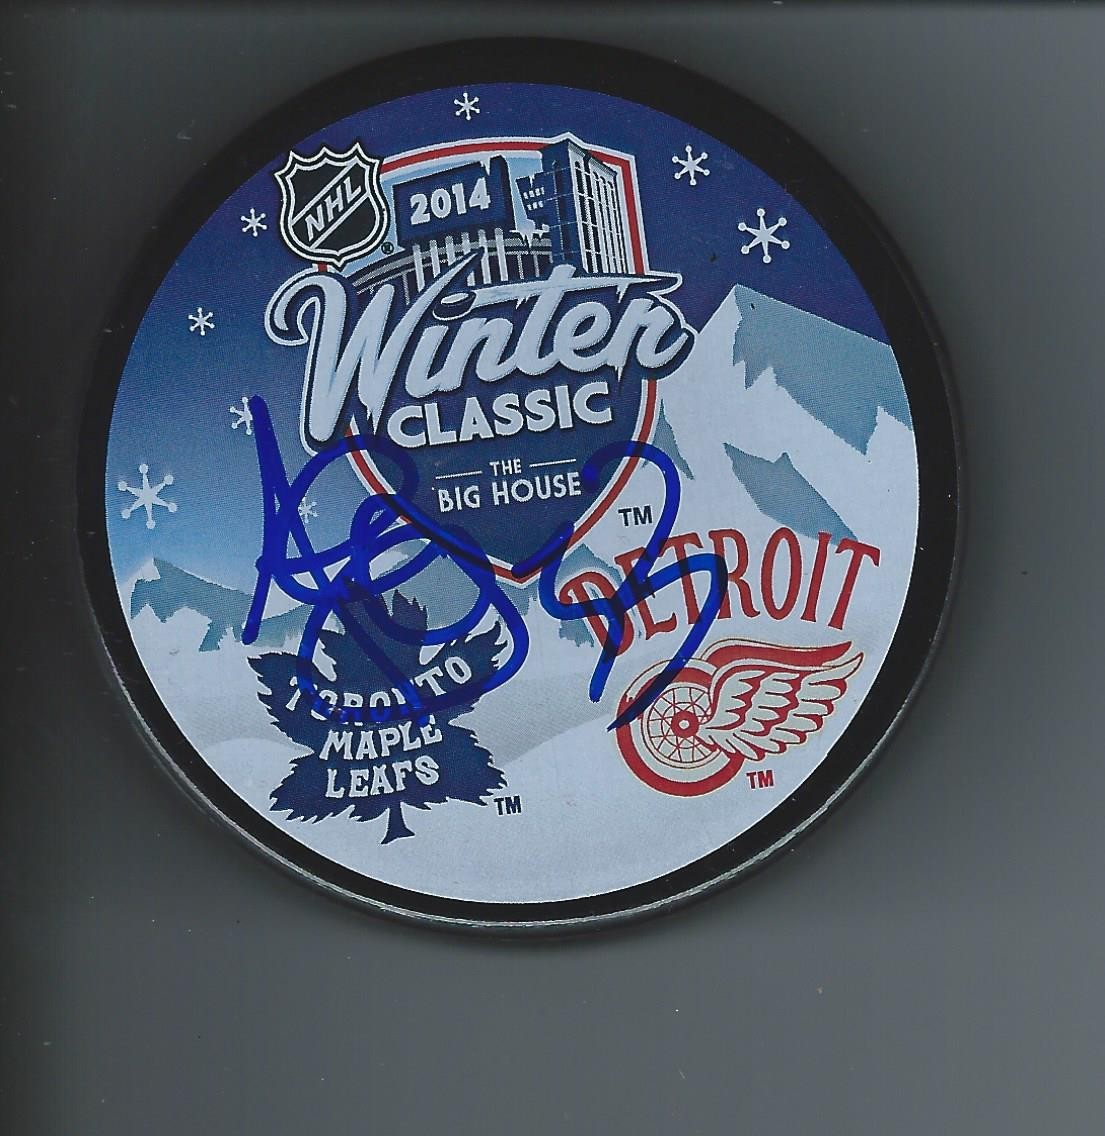 NHL
®
2014
Winter
CLASSIC
THE
BIG HOUSE
TM
DETROIT
TORONTO
MAPLE
LEAFS
TM
TM